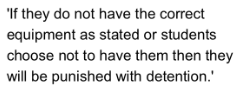 'If they do not have the correct
equipment as stated or students
choose not to have them then they
will be punished with detention.'